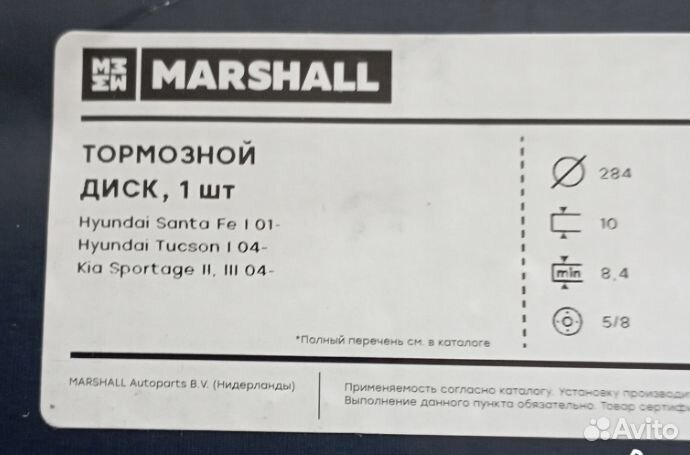 MARSHALL
ТОРМОЗНОЙ
ДИСК, 1 шт
Hyundai Santa Fe I 01-
Hyundai Tucson I 04-
Kia Sportage II, III 04-
*Полный перечень см. в каталоге
284
10
min 8,4
5/8
MARSHALL Autoparts B.V. (Нидерланды)
Применяемость согласно каталогу. Установку производи
Выполнение данного пункта обязательно. Товар сертифи
Avito